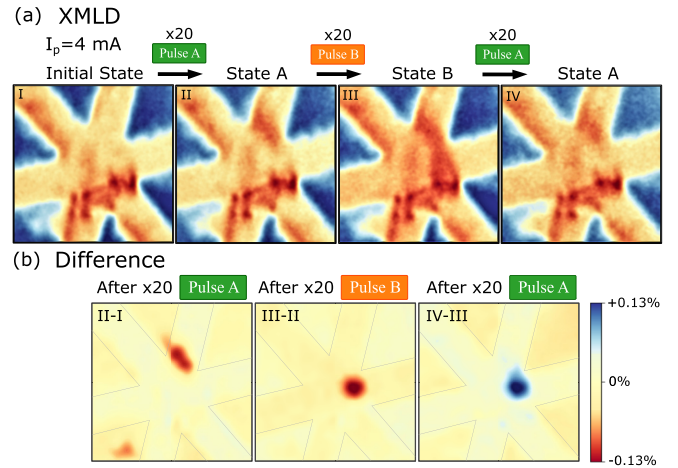 (a) XMLD
I_p=4 mA
x20
Pulse A
x20
Pulse B
x20
Pulse A
Initial State
State A
State B
State A
I
II
III
IV
(b) Difference
After x20 Pulse A
After x20 Pulse B
After x20 Pulse A
II-I
III-II
IV-III
+0.13%
0%
-0.13%